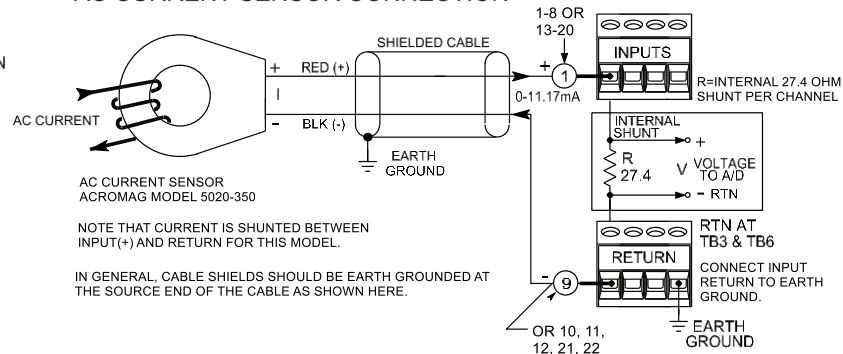 AC CURRENT SENSOR CONNECTION
1-8 OR
13-20
N
SHIELDED CABLE
INPUTS
+
RED (+)
+
1
R=INTERNAL 27.4 OHM
SHUNT PER CHANNEL
0-11.17mA
AC CURRENT
-
BLK (-)
INTERNAL
SHUNT
+
R
27.4
V
VOLTAGE
TO A/D
- RTN
EARTH
GROUND
AC CURRENT SENSOR
ACROMAG MODEL 5020-350
NOTE THAT CURRENT IS SHUNTED BETWEEN
INPUT(+) AND RETURN FOR THIS MODEL.
IN GENERAL, CABLE SHIELDS SHOULD BE EARTH GROUNDED AT
THE SOURCE END OF THE CABLE AS SHOWN HERE.
RTN AT
TB3 & TB6
RETURN
-
9
CONNECT INPUT
RETURN TO EARTH
GROUND.
EARTH
GROUND
OR 10, 11,
12, 21, 22